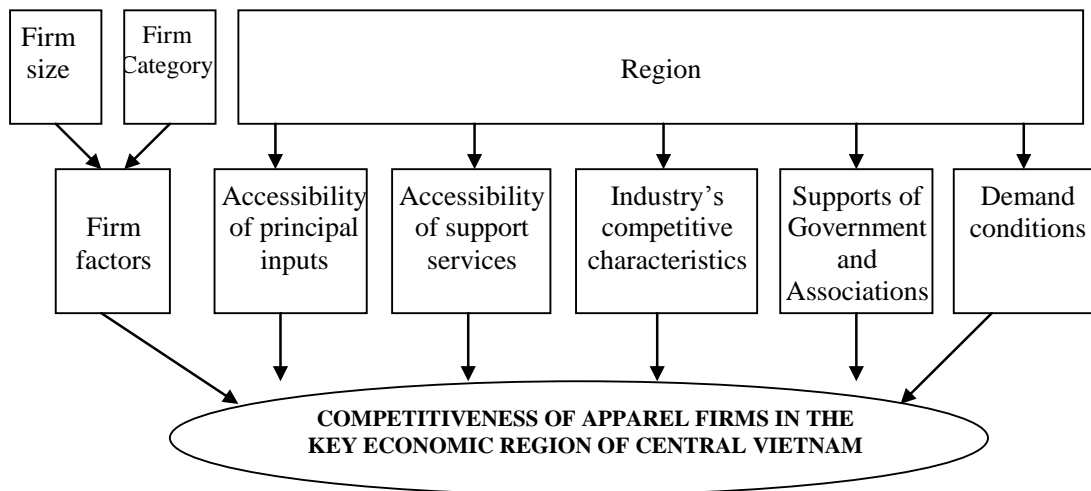 Firm
size
Firm
Category
Region
Firm
factors
Accessibility
of principal
inputs
Accessibility
of support
services
Industry’s
competitive
characteristics
Supports of
Government
and
Associations
Demand
conditions
COMPETITIVENESS OF APPAREL FIRMS IN THE
KEY ECONOMIC REGION OF CENTRAL VIETNAM